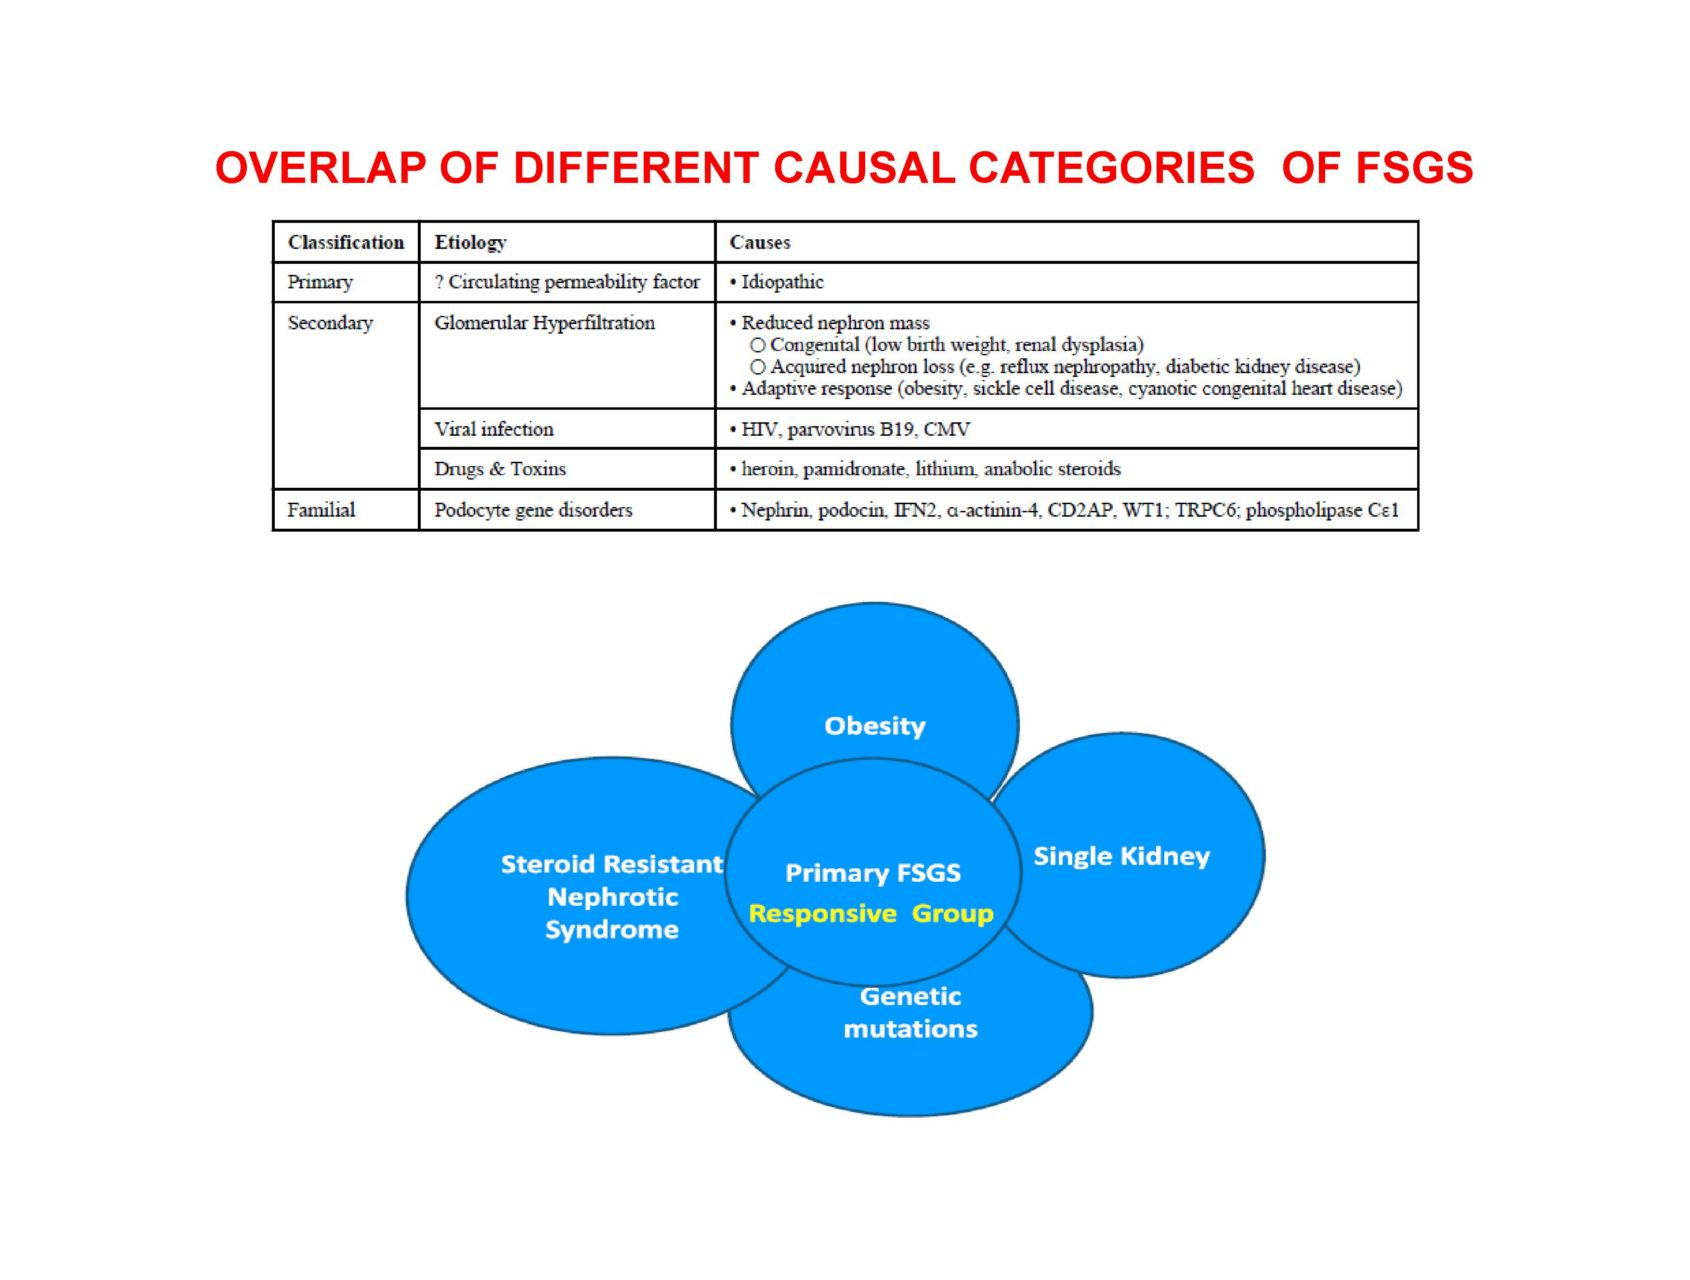 OVERLAP OF DIFFERENT CAUSAL CATEGORIES OF FSGS
Classification Etiology Causes
Primary ? Circulating permeability factor • Idiopathic
Secondary Glomerular Hyperfiltration • Reduced nephron mass
○ Congenital (low birth weight, renal dysplasia)
○ Acquired nephron loss (e.g. reflux nephropathy, diabetic kidney disease)
• Adaptive response (obesity, sickle cell disease, cyanotic congenital heart disease)
Viral infection • HIV, parvovirus B19, CMV
Drugs & Toxins • heroin, pamidronate, lithium, anabolic steroids
Familial Podocyte gene disorders • Nephrin, podocin, IFN2, α-actinin-4, CD2AP, WT1; TRPC6; phospholipase Cε1
Obesity
Steroid Resistant
Nephrotic
Syndrome
Primary FSGS
Responsive Group
Single Kidney
Genetic
mutations